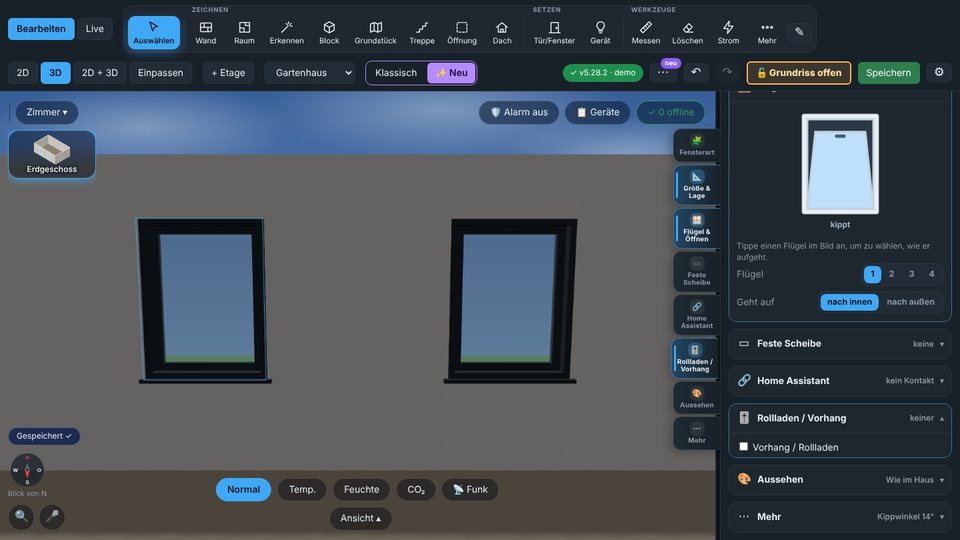 ZEICHNEN
SETZEN
WERKZEUGE
Bearbeiten
Live
Auswählen
Wand
Raum
Erkennen
Block
Grundstück
Treppe
Öffnung
Dach
Tür/Fenster
Gerät
Messen
Löschen
Strom
Mehr
neu
2D
3D
2D + 3D
Einpassen
+ Etage
Gartenhaus
Klassisch
✨ Neu
✓ v5.28.2 · demo
Grundriss offen
Speichern
Zimmer ▾
Alarm aus
Geräte
✓ 0 offline
Erdgeschoss
Fensterart
Größe &
Lage
Flügel &
Öffnen
Feste
Scheibe
Home
Assistant
Rollladen /
Vorhang
Aussehen
Mehr
kippt
Tippe einen Flügel im Bild an, um zu wählen, wie er
aufgeht.
Flügel
1
2
3
4
Geht auf
nach innen
nach außen
Feste Scheibe
keine ▾
Home Assistant
kein Kontakt ▾
Rollladen / Vorhang
keiner ▴
Vorhang / Rollladen
Aussehen
Wie im Haus ▾
Mehr
Kippwinkel 14° ▾
Gespeichert ✓
N
W
O
S
Blick von N
Normal
Temp.
Feuchte
CO₂
Funk
Ansicht ▴